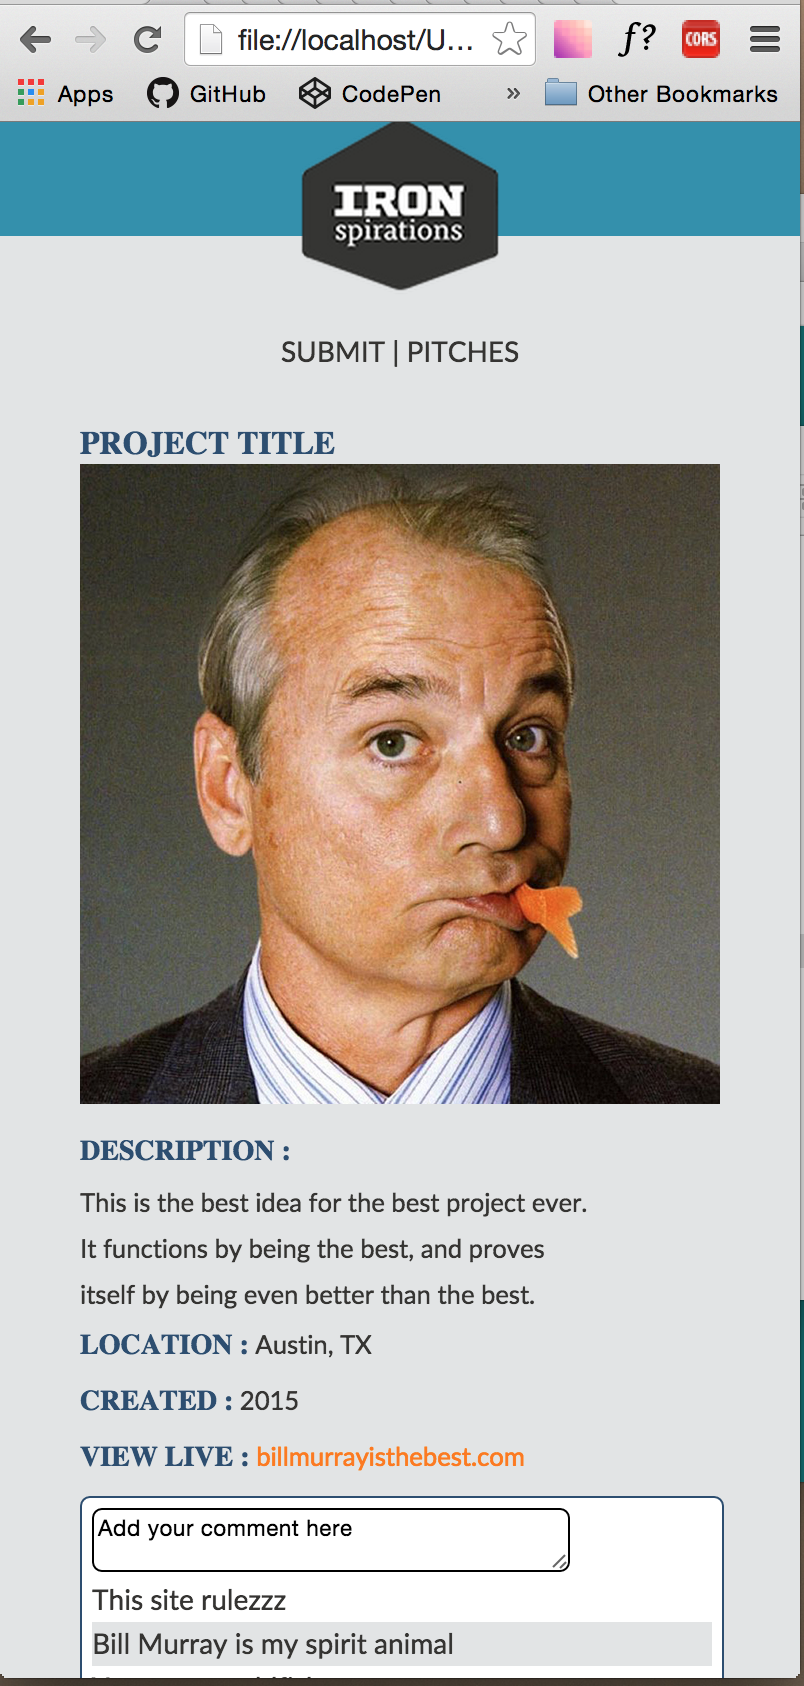 file://localhost/U...
f?
CORS
Apps
GitHub
CodePen
»
Other Bookmarks
IRON
spirations
SUBMIT | PITCHES
PROJECT TITLE
DESCRIPTION :
This is the best idea for the best project ever.
It functions by being the best, and proves
itself by being even better than the best.
LOCATION : Austin, TX
CREATED : 2015
VIEW LIVE : billmurrayisthebest.com
Add your comment here
This site rulezzz
Bill Murray is my spirit animal